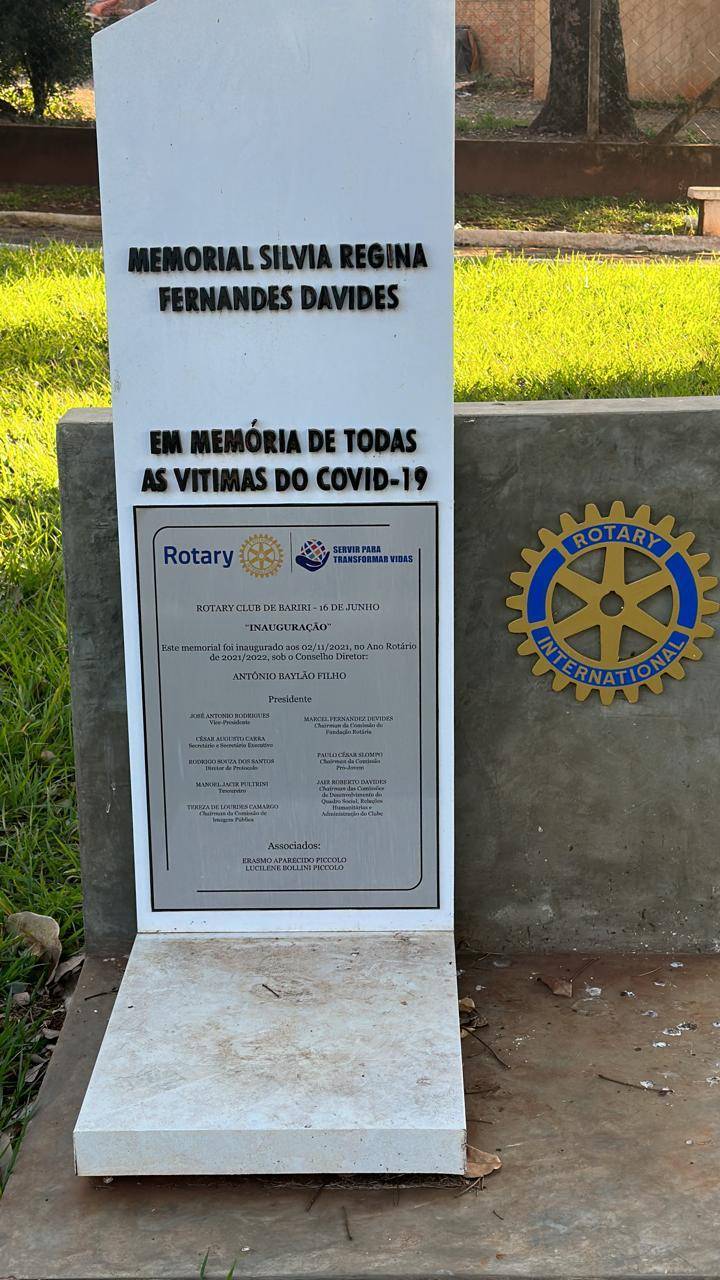 MEMORIAL SILVIA REGINA
FERNANDES DAVIDES
EM MEMÓRIA DE TODAS
AS VITIMAS DO COVID-19
Rotary
SERVIR PARA
TRANSFORMAR VIDAS
ROTARY CLUB DE BARIRI - 16 DE JUNHO
"INAUGURAÇÃO"
Este memorial foi inaugurado aos 02/11/2021, no Ano Rotário
de 2021/2022, sob o Conselho Diretor:
ANTÔNIO BAYLÃO FILHO
Presidente
JOSÉ ANTONIO RODRIGUES
Vice-Presidente
CÉSAR AUGUSTO CARRA
Secretário e Secretário Executivo
RODRIGO SOUZA DOS SANTOS
Diretor de Protocolo
MANOEL JACIR PULTRINI
Tesoureiro
TEREZA DE LOURDES CAMARGO
Chairman da Comissão de
Imagem Pública
MARCEL FERNANDEZ DEVIDES
Chairman da Comissão da
Fundação Rotária
PAULO CÉSAR SLOMPO
Chairman da Comissão
Pró-Jovem
JAIR ROBERTO DAVIDES
Chairman das Comissões
de Desenvolvimento do
Quadro Social, Relações
Humanitárias e
Administração do Clube
Associados:
ERASMO APARECIDO PICCOLO
LUCILENE BOLLINI PICCOLO
ROTARY
INTERNATIONAL